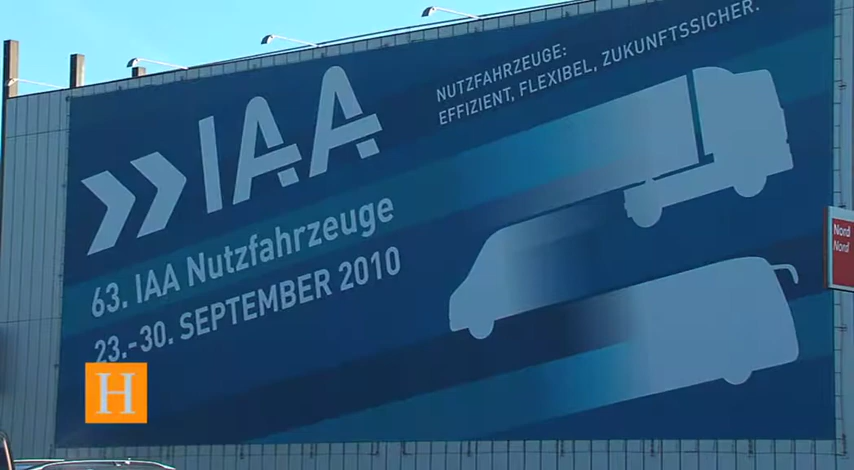 NUTZFAHRZEUGE:
EFFIZIENT, FLEXIBEL, ZUKUNFTSSICHER.
IAA
63. IAA Nutzfahrzeuge
23.-30. SEPTEMBER 2010
Nord
Nord
H